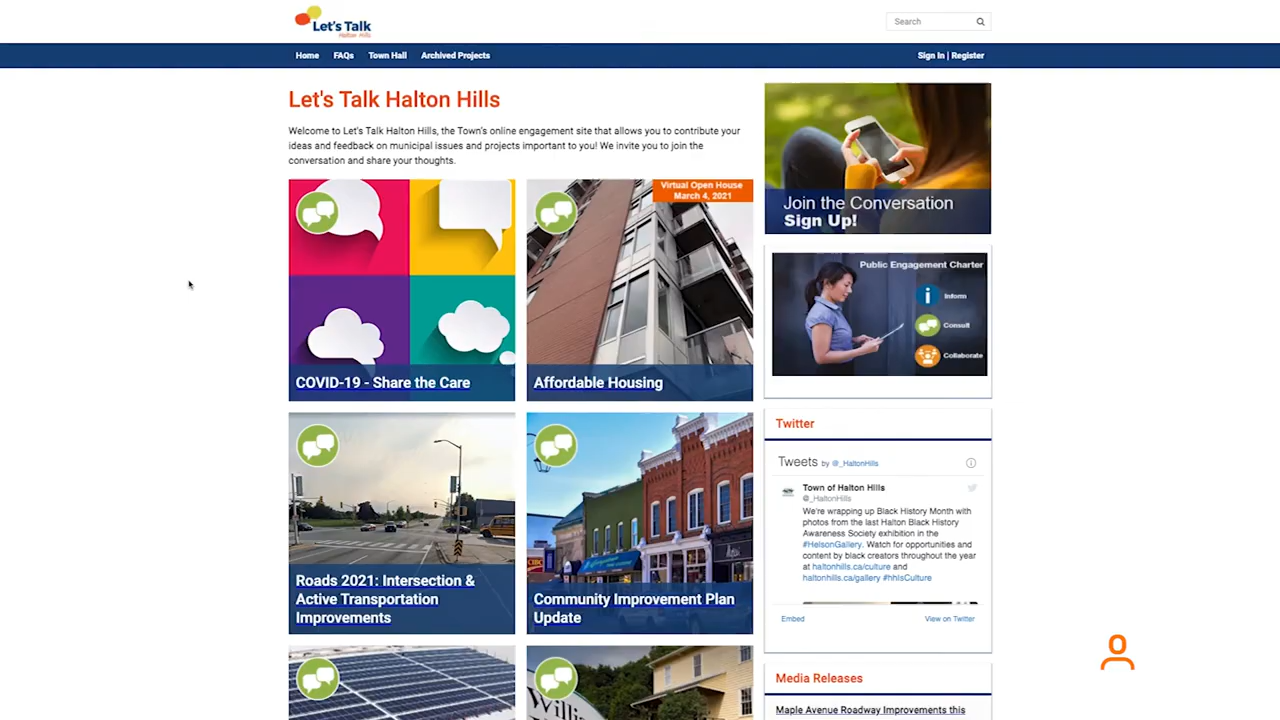 Let's Talk
Halton Hills
Search
Home
FAQs
Town Hall
Archived Projects
Sign In | Register
Let's Talk Halton Hills
Welcome to Let's Talk Halton Hills, the Town's online engagement site that allows you to contribute your
ideas and feedback on municipal issues and projects important to you! We invite you to join the
conversation and share your thoughts.
COVID-19 - Share the Care
Virtual Open House
March 4, 2021
Affordable Housing
Roads 2021: Intersection &
Active Transportation
Improvements
CIBC
Community Improvement Plan
Update
Join the Conversation
Sign Up!
Public Engagement Charter
Inform
Consult
Collaborate
Twitter
Tweets by @_HaltonHills
Town of Halton Hills
@_HaltonHills
We're wrapping up Black History Month with
photos from the last Halton Black History
Awareness Society exhibition in the
#HelsonGallery. Watch for opportunities and
content by black creators throughout the year
at haltonhills.ca/culture and
haltonhills.ca/gallery #hhIsCulture
Embed
View on Twitter
Media Releases
Maple Avenue Roadway Improvements this